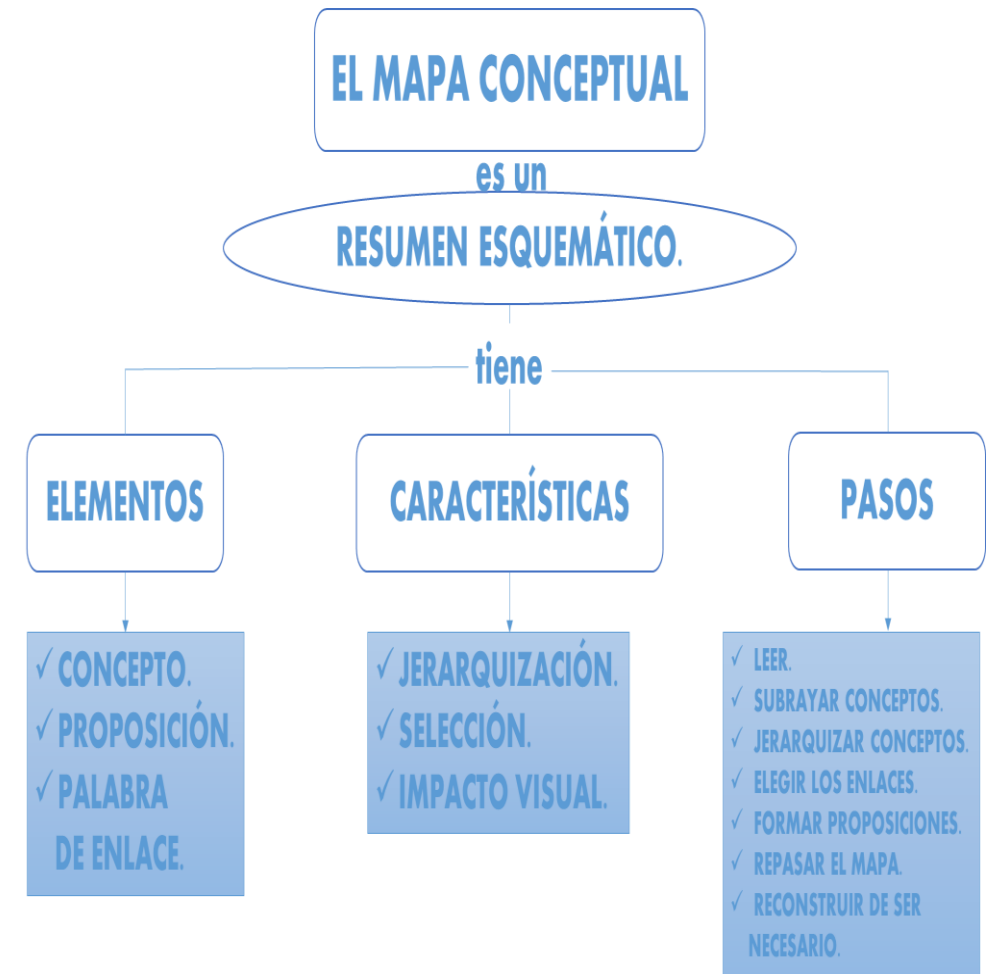 EL MAPA CONCEPTUAL
es un
RESUMEN ESQUEMÁTICO.
tiene
ELEMENTOS
CARACTERÍSTICAS
PASOS
✓ CONCEPTO.
✓ PROPOSICIÓN.
✓ PALABRA
DE ENLACE.
✓ JERARQUIZACIÓN.
✓ SELECCIÓN.
✓ IMPACTO VISUAL.
✓ LEER.
✓ SUBRAYAR CONCEPTOS.
✓ JERARQUIZAR CONCEPTOS.
✓ ELEGIR LOS ENLACES.
✓ FORMAR PROPOSICIONES.
✓ REPASAR EL MAPA.
✓ RECONSTRUIR DE SER
NECESARIO.